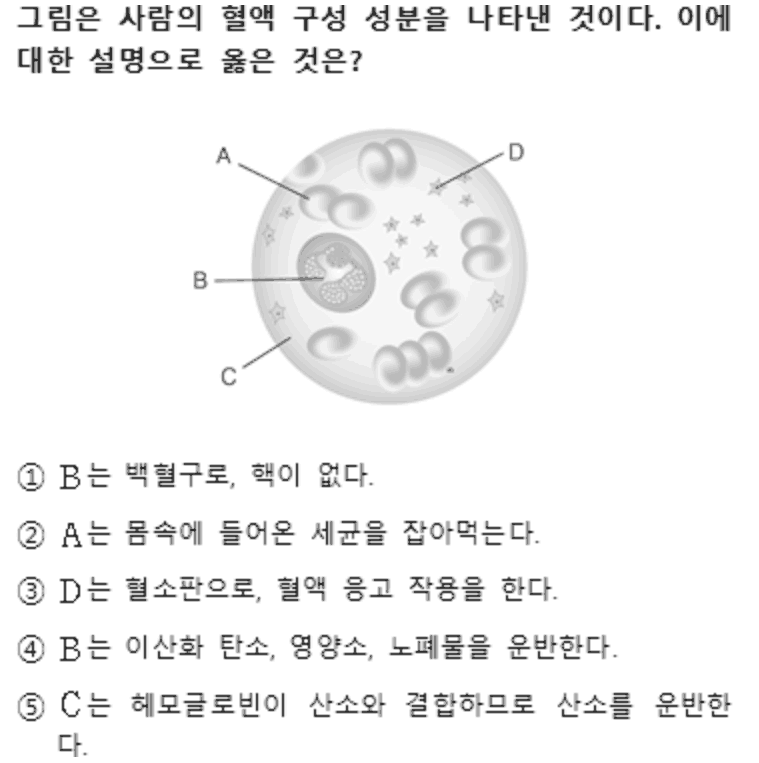 그림은 사람의 혈액 구성 성분을 나타낸 것이다. 이에
대한 설명으로 옳은 것은?
A
D
B
C
① B는 백혈구로, 핵이 없다.
② A는 몸속에 들어온 세균을 잡아먹는다.
③ D는 혈소판으로, 혈액 응고 작용을 한다.
④ B는 이산화 탄소, 영양소, 노폐물을 운반한다.
⑤ C는 헤모글로빈이 산소와 결합하므로 산소를 운반한
다.